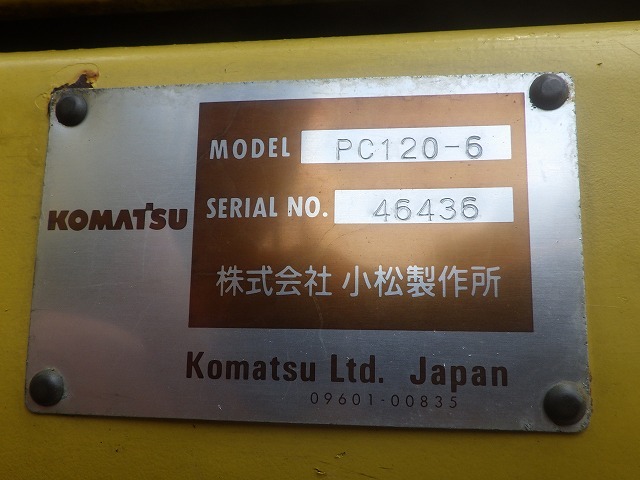 MODEL PC120-6
KOMATSU
SERIAL NO. 46436
株式会社 小松製作所
Komatsu Ltd. Japan
09601-00835